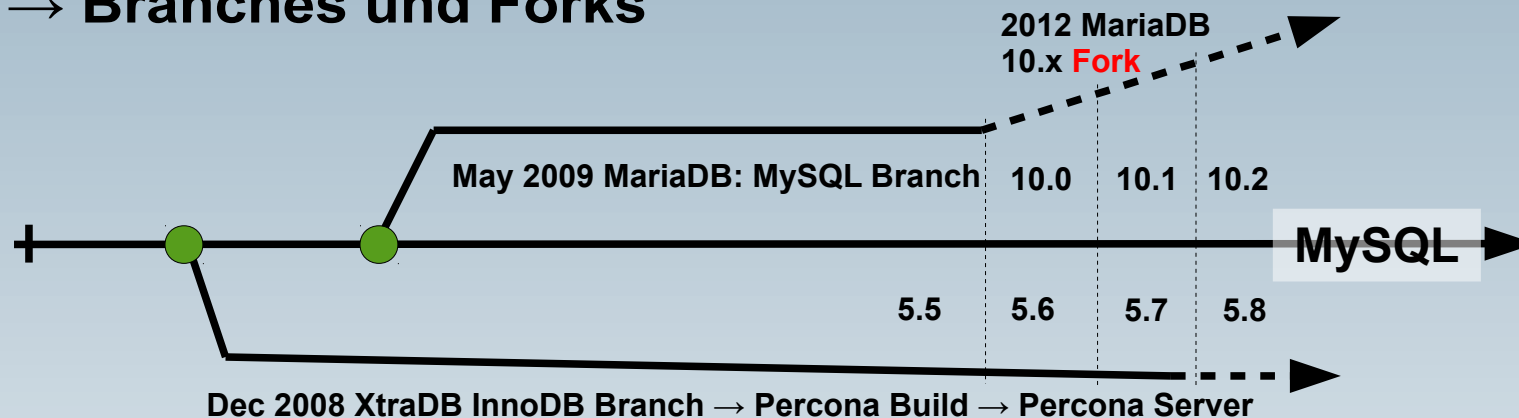 → Branches und Forks
2012 MariaDB
10.x Fork
May 2009 MariaDB: MySQL Branch
10.0
10.1
10.2
MySQL
5.5
5.6
5.7
5.8
Dec 2008 XtraDB InnoDB Branch → Percona Build → Percona Server